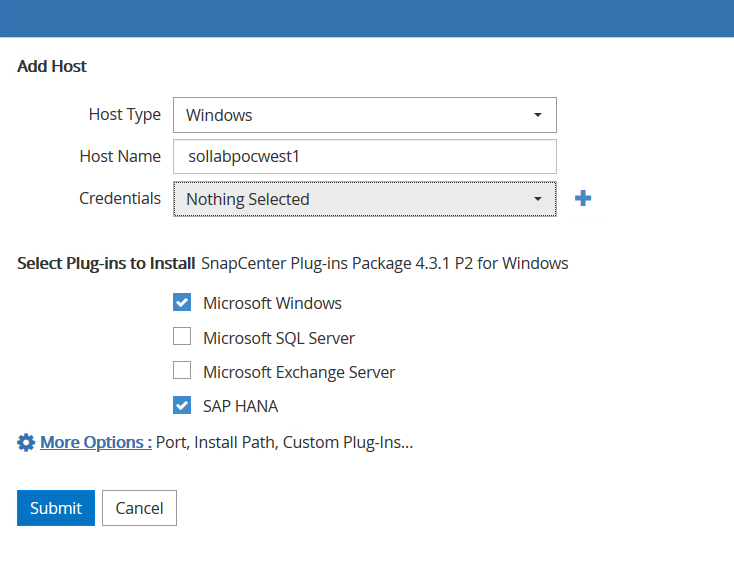 Add Host
Host Type Windows
Host Name sollabpocwest1
Credentials Nothing Selected
Select Plug-ins to Install SnapCenter Plug-ins Package 4.3.1 P2 for Windows
Microsoft Windows
Microsoft SQL Server
Microsoft Exchange Server
SAP HANA
More Options : Port, Install Path, Custom Plug-Ins...
Submit Cancel